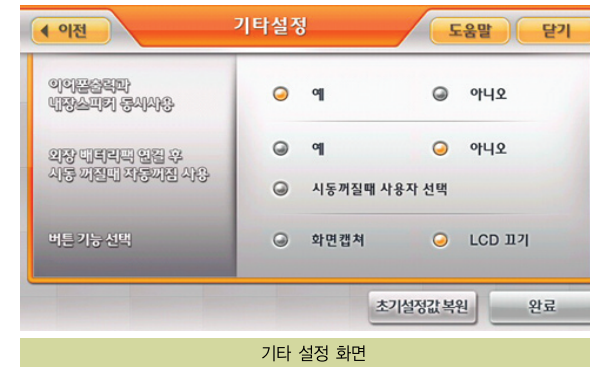 이전 기타설정 도움말 닫기
이어폰출력과
내장스피커 동시사용
예 아니오
외장 배터리팩 연결 후
시동 꺼질때 자동꺼짐 사용
예 아니오
시동꺼질때 사용자 선택
버튼 기능 선택 화면캡쳐 LCD 끄기
초기설정값 복원 완료
기타 설정 화면